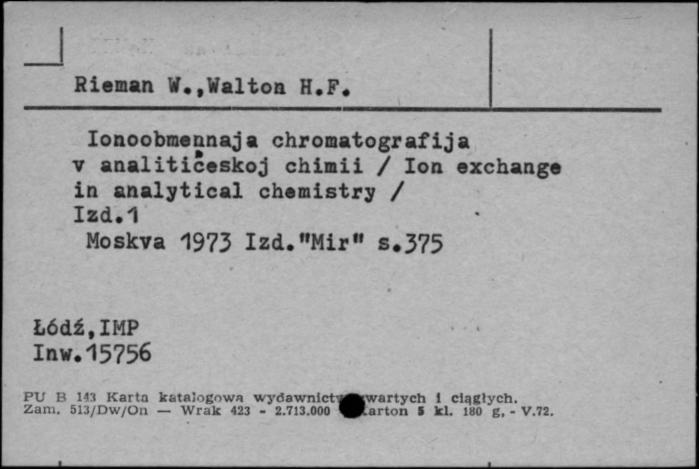 Rieman W.,Walton H.F.
Ionoobmennaja chromatografija
v analitičeskoj chimii / Ion exchange
in analytical chemistry /
Izd.1
Moskva 1973 Izd."Mir" s.375
Łódź,IMP
Inw.15756
PU B 143 Karta katalogowa wydawnictw zwartych i ciągłych.
Zam. 513/Dw/On — Wrak 423 - 2.713.000 Karton 5 kl. 180 g. - V.72.